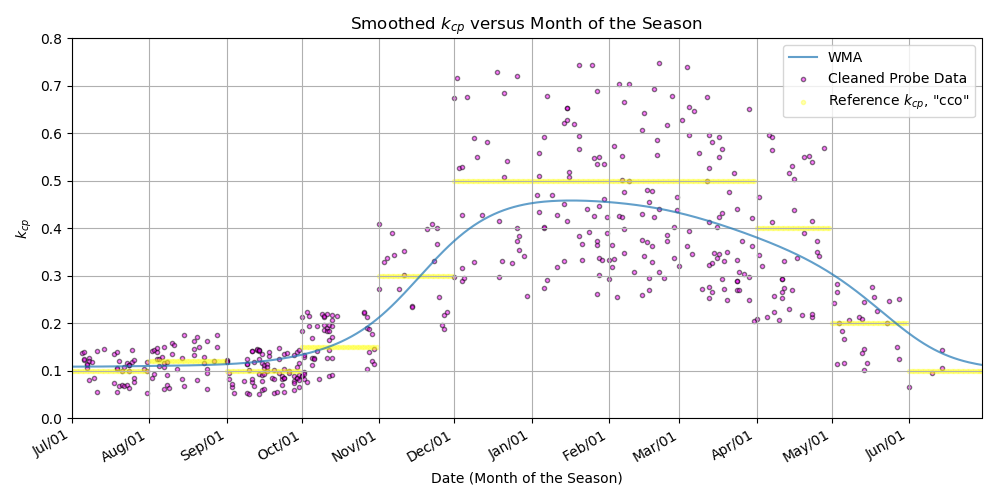 Smoothed k_cp versus Month of the Season
WMA
Cleaned Probe Data
Reference k_cp, "cco"
k_cp
0.8
0.7
0.6
0.5
0.4
0.3
0.2
0.1
0.0
Jul/01 Aug/01 Sep/01 Oct/01 Nov/01 Dec/01 Jan/01 Feb/01 Mar/01 Apr/01 May/01 Jun/01
Date (Month of the Season)